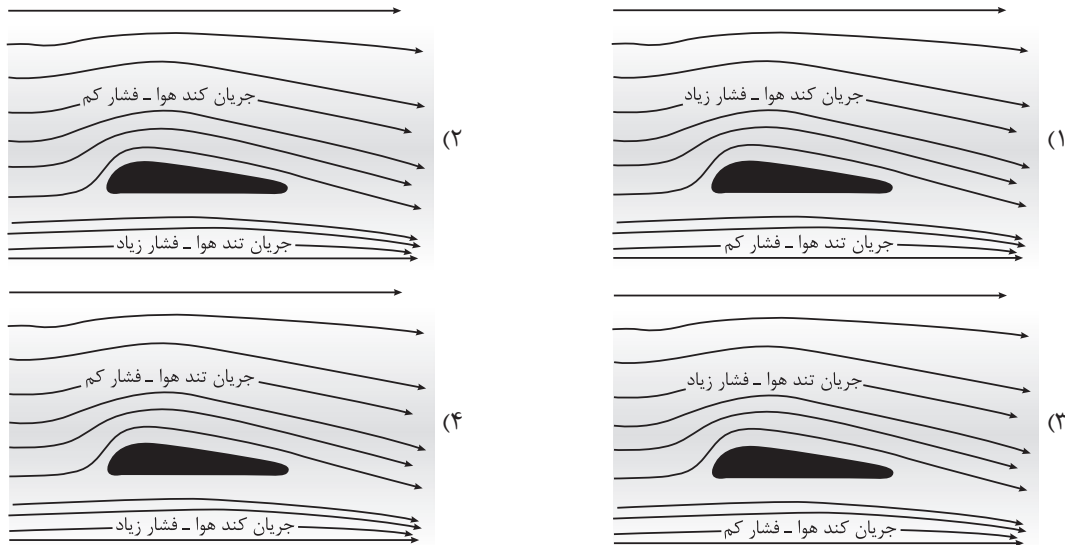 ۱)
جریان کند هوا ـ فشار زیاد
جریان تند هوا ـ فشار کم
۲)
جریان کند هوا ـ فشار کم
جریان تند هوا ـ فشار زیاد
۳)
جریان تند هوا ـ فشار زیاد
جریان کند هوا ـ فشار کم
۴)
جریان تند هوا ـ فشار کم
جریان کند هوا ـ فشار زیاد